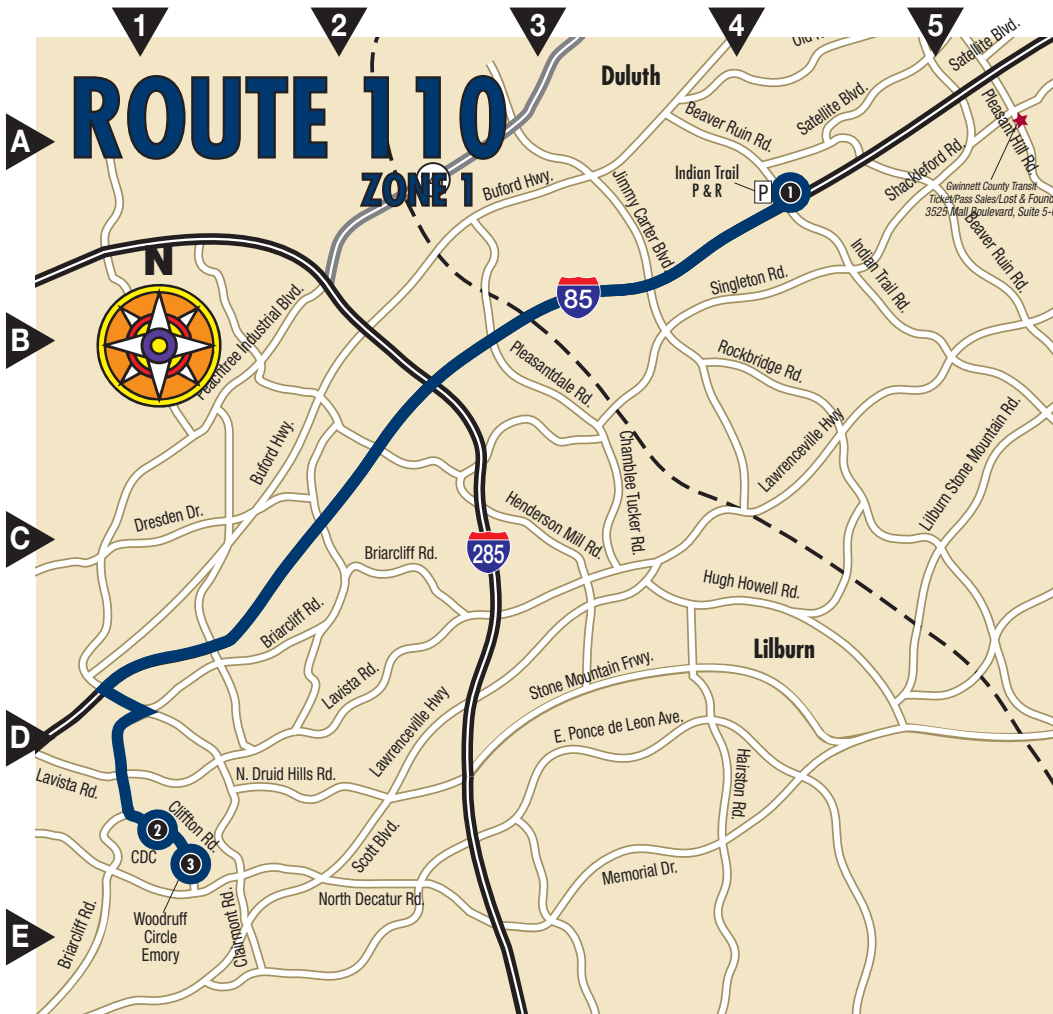 1
2
3
4
5
A
B
C
D
E
ROUTE 110
ZONE 1
N
Duluth
Satellite Blvd.
Satellite Blvd.
Pleasant Hill Rd.
Beaver Ruin Rd.
Shackleford Rd.
Indian Trail
P & R
P
1
Gwinnett County Transit
Ticket/Pass Sales/Lost & Found
3525 Mall Boulevard, Suite
Buford Hwy.
Jimmy Carter Blvd.
Beaver Ruin Rd.
Indian Trail Rd.
Singleton Rd.
85
Peachtree Industrial Blvd.
Pleasantdale Rd.
Rockbridge Rd.
Buford Hwy.
Lawrenceville Hwy
Lilburn Stone Mountain Rd.
Chamblee Tucker Rd.
Dresden Dr.
Henderson Mill Rd.
Briarcliff Rd.
285
Hugh Howell Rd.
Briarcliff Rd.
Lilburn
Lavista Rd.
Stone Mountain Frwy.
Lawrenceville Hwy
E. Ponce de Leon Ave.
Lavista Rd.
N. Druid Hills Rd.
Hairston Rd.
Cliffton Rd.
2
CDC
3
Scott Blvd.
Memorial Dr.
North Decatur Rd.
Woodruff
Circle
Emory
Briarcliff Rd.
Clairmont Rd.